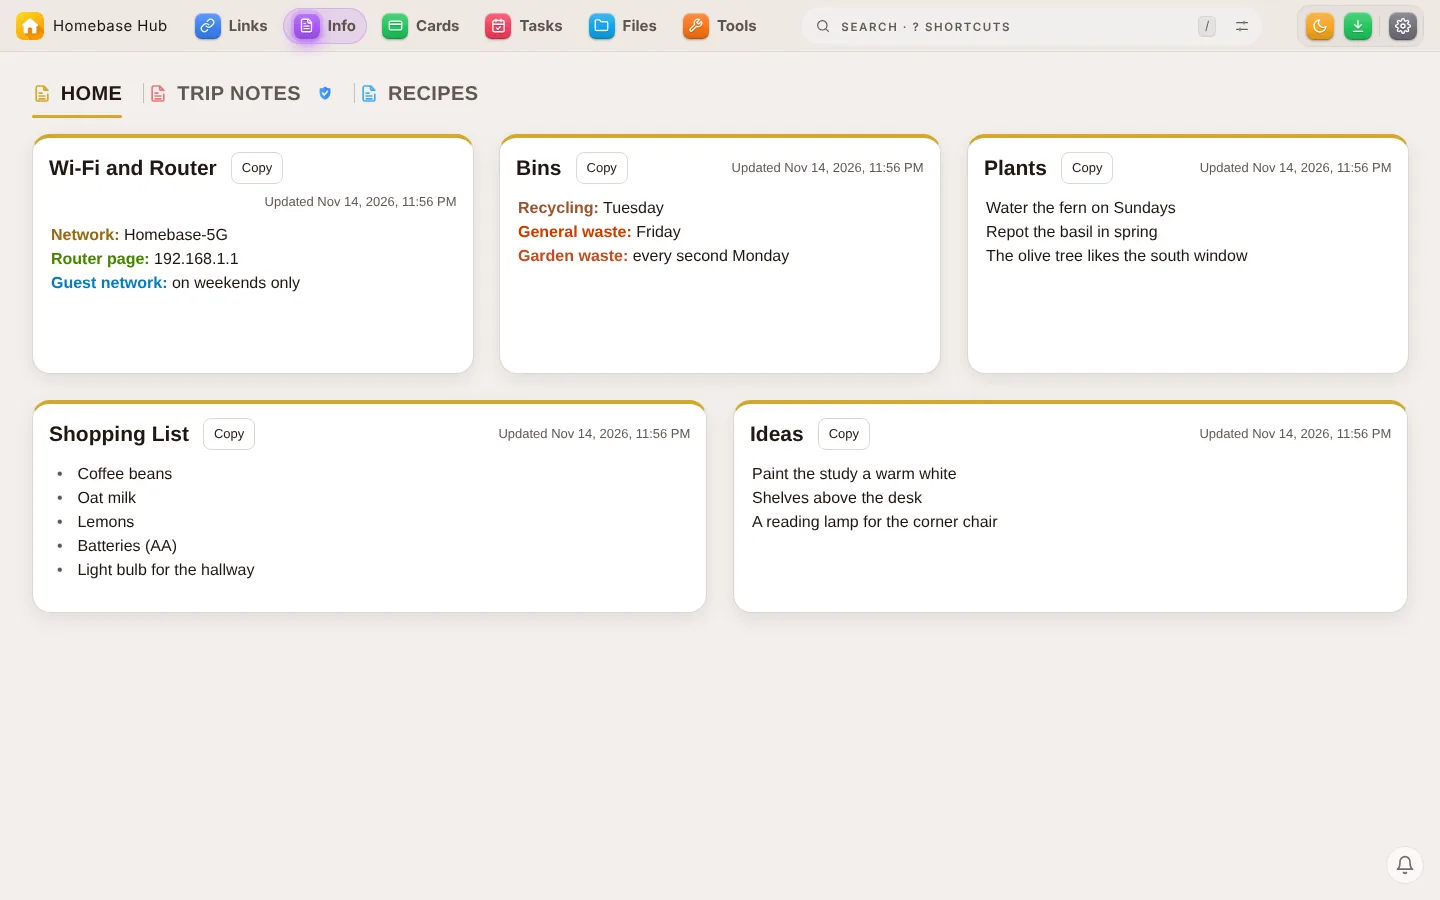 Homebase Hub
Links
Info
Cards
Tasks
Files
Tools
SEARCH · ? SHORTCUTS
/
HOME
TRIP NOTES
RECIPES
Wi-Fi and Router
Copy
Updated Nov 14, 2026, 11:56 PM
Network: Homebase-5G
Router page: 192.168.1.1
Guest network: on weekends only
Bins
Copy
Updated Nov 14, 2026, 11:56 PM
Recycling: Tuesday
General waste: Friday
Garden waste: every second Monday
Plants
Copy
Updated Nov 14, 2026, 11:56 PM
Water the fern on Sundays
Repot the basil in spring
The olive tree likes the south window
Shopping List
Copy
Updated Nov 14, 2026, 11:56 PM
• Coffee beans
• Oat milk
• Lemons
• Batteries (AA)
• Light bulb for the hallway
Ideas
Copy
Updated Nov 14, 2026, 11:56 PM
Paint the study a warm white
Shelves above the desk
A reading lamp for the corner chair